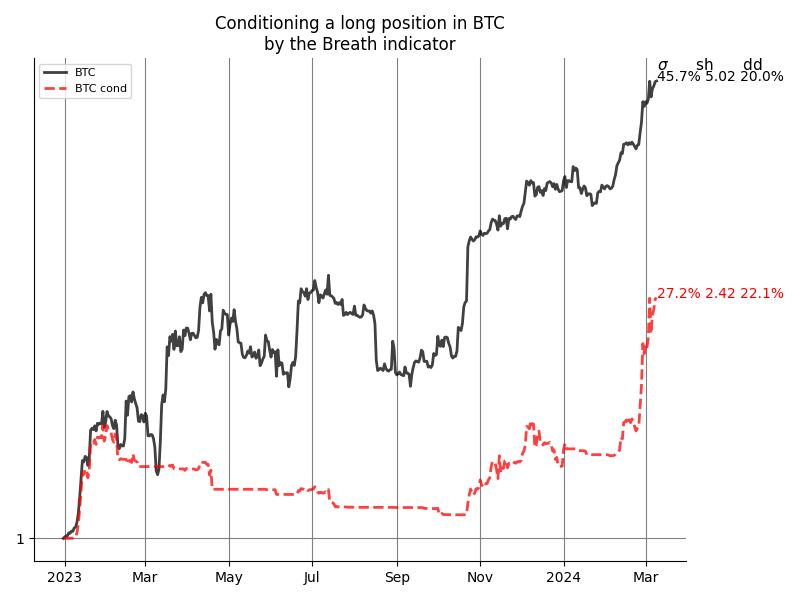 Conditioning a long position in BTC
by the Breath indicator
σ sh dd
45.7% 5.02 20.0%
BTC
BTC cond
27.2% 2.42 22.1%
1
2023 Mar May Jul Sep Nov 2024 Mar